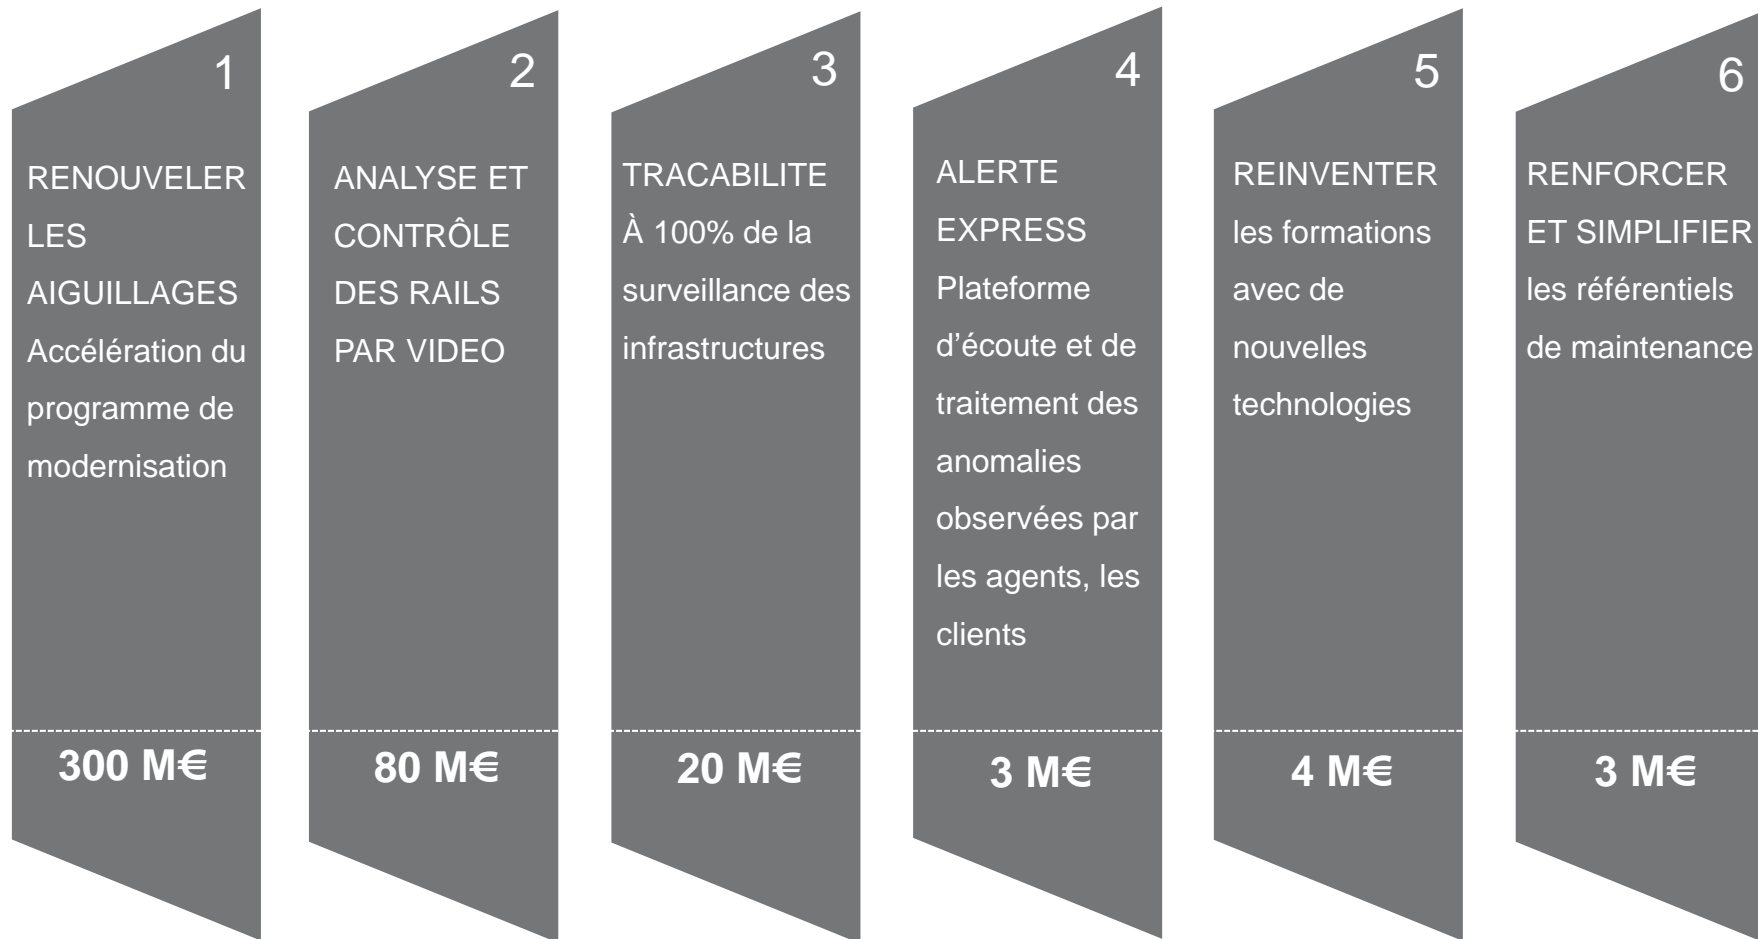 1
RENOUVELER
LES
AIGUILLAGES
Accélération du
programme de
modernisation
300 M€
2
ANALYSE ET
CONTRÔLE
DES RAILS
PAR VIDEO
80 M€
3
TRACABILITE
À 100% de la
surveillance des
infrastructures
20 M€
4
ALERTE
EXPRESS
Plateforme
d’écoute et de
traitement des
anomalies
observées par
les agents, les
clients
3 M€
5
REINVENTER
les formations
avec de
nouvelles
technologies
4 M€
6
RENFORCER
ET SIMPLIFIER
les référentiels
de maintenance
3 M€